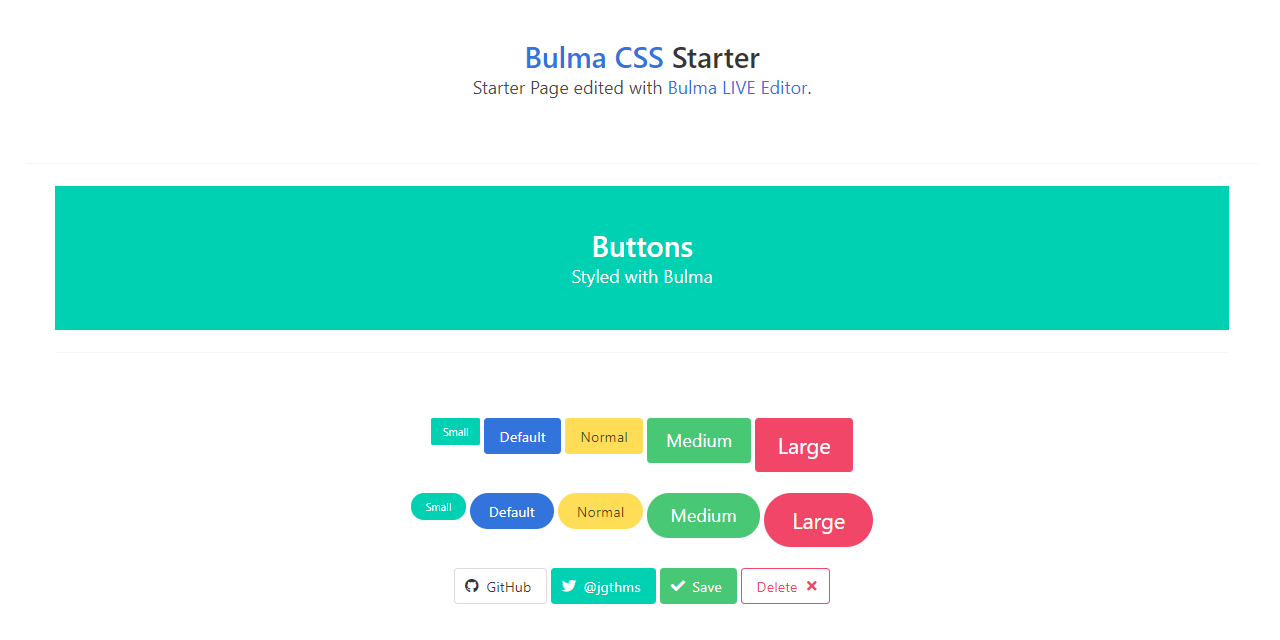 Bulma CSS Starter
Starter Page edited with Bulma LIVE Editor.
Buttons
Styled with Bulma
Small Default Normal Medium Large
Small Default Normal Medium Large
GitHub @jgthms Save Delete